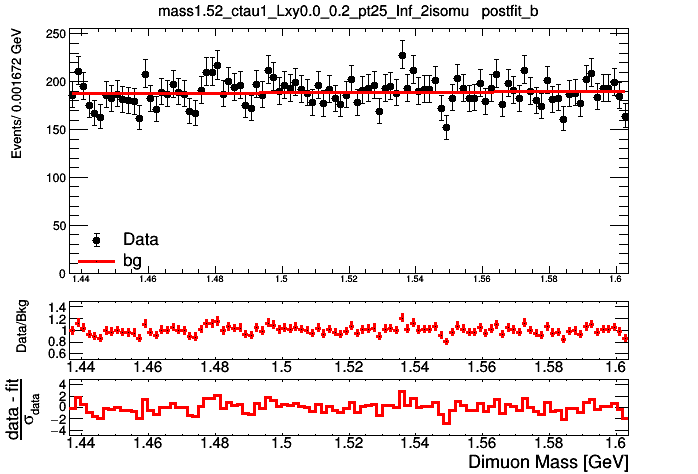 mass1.52_ctau1_Lxy0.0_0.2_pt25_Inf_2isomu postfit_b
Events/ 0.001672 GeV
250
200
150
100
50
0
Data
bg
1.44 1.46 1.48 1.5 1.52 1.54 1.56 1.58 1.6
Data/Bkg
1.4
1.2
1
0.8
0.6
1.44 1.46 1.48 1.5 1.52 1.54 1.56 1.58 1.6
data - fit
σdata
4
2
0
−2
−4
1.44 1.46 1.48 1.5 1.52 1.54 1.56 1.58 1.6
Dimuon Mass [GeV]